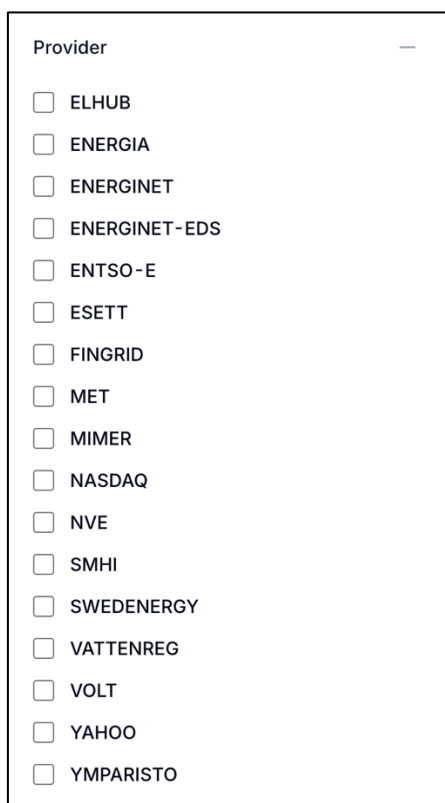 Provider
ELHUB
ENERGIA
ENERGINET
ENERGINET-EDS
ENTSO-E
ESETT
FINGRID
MET
MIMER
NASDAQ
NVE
SMHI
SWEDENERGY
VATTENREG
VOLT
YAHOO
YMPARISTO